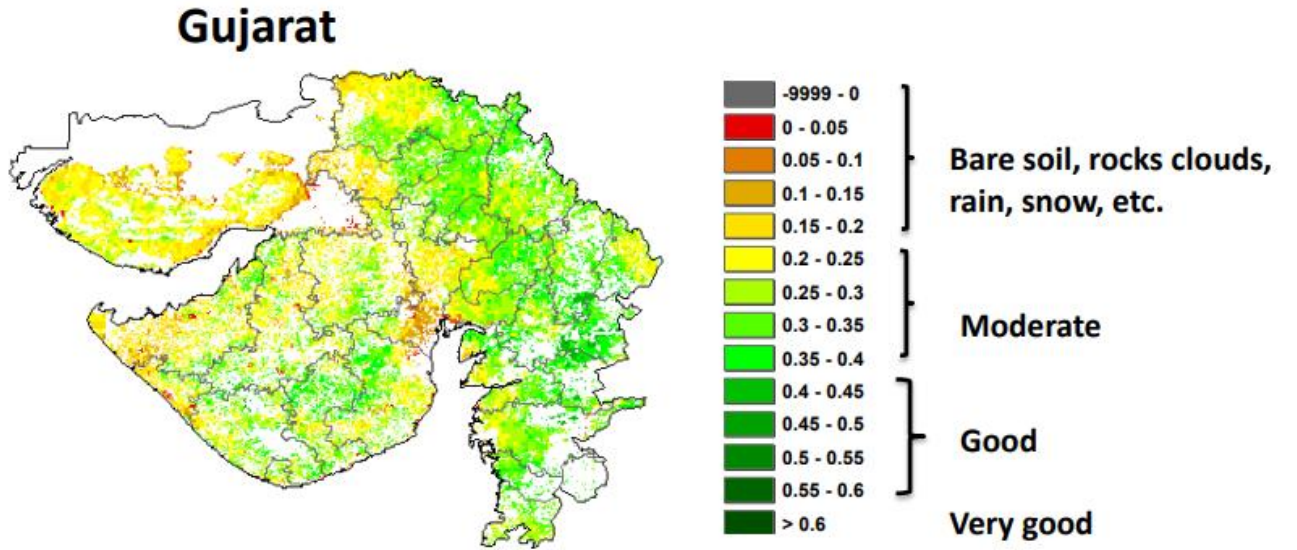 Gujarat
-9999 - 0
0 - 0.05
0.05 - 0.1
0.1 - 0.15
0.15 - 0.2
0.2 - 0.25
0.25 - 0.3
0.3 - 0.35
0.35 - 0.4
0.4 - 0.45
0.45 - 0.5
0.5 - 0.55
0.55 - 0.6
> 0.6
Bare soil, rocks clouds,
rain, snow, etc.
Moderate
Good
Very good